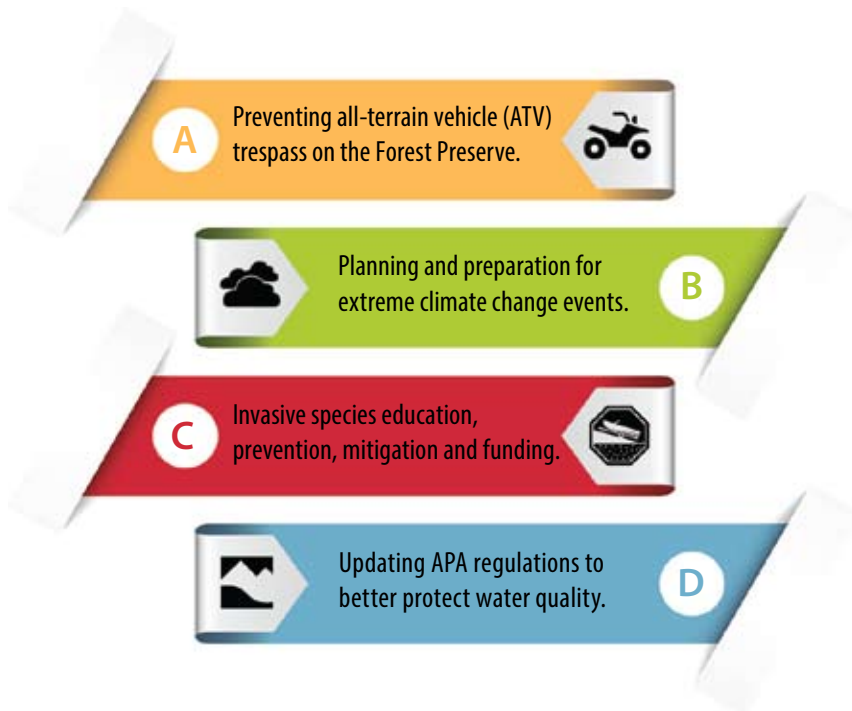 A
Preventing all-terrain vehicle (ATV)
trespass on the Forest Preserve.
Planning and preparation for
extreme climate change events.
B
C
Invasive species education,
prevention, mitigation and funding.
Updating APA regulations to
better protect water quality.
D